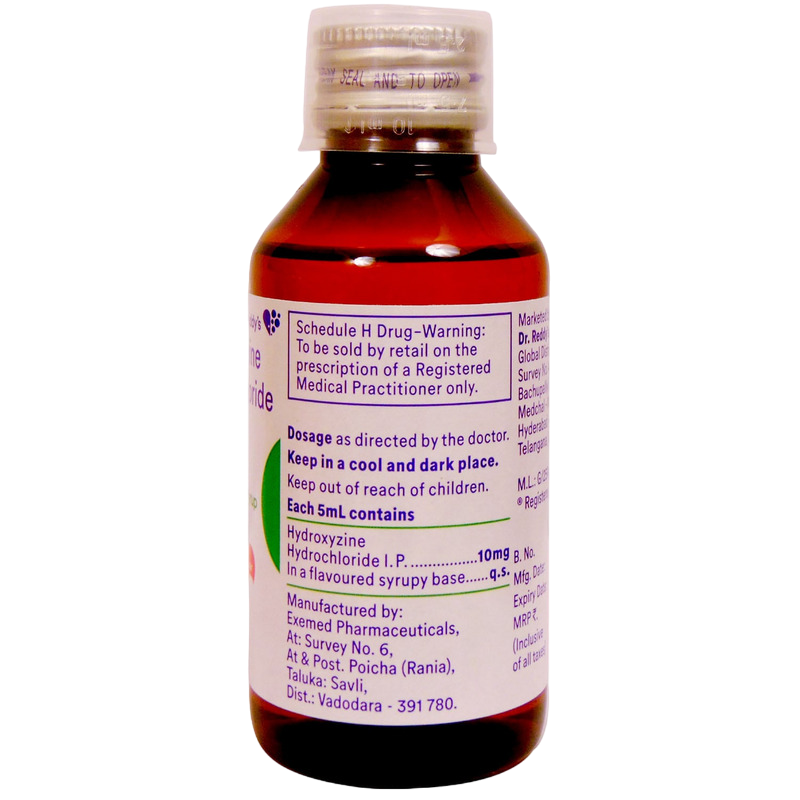 SEAL AND TO OPEN
Schedule H Drug-Warning:
To be sold by retail on the
prescription of a Registered
Medical Practitioner only.
Dosage as directed by the doctor.
Keep in a cool and dark place.
Keep out of reach of children.
Each 5mL contains
Hydroxyzine
Hydrochloride I.P. ................10mg
In a flavoured syrupy base......q.s.
Manufactured by:
Exemed Pharmaceuticals,
At: Survey No. 6,
At & Post. Poicha (Rania),
Taluka: Savli,
Dist.: Vadodara - 391 780.
Dr. Reddy
Global
Survey No
Telangana
M.L.:
B. No.
Mfg. Date:
Expiry Date:
MRP ₹.
(Inclusive
of all taxes)